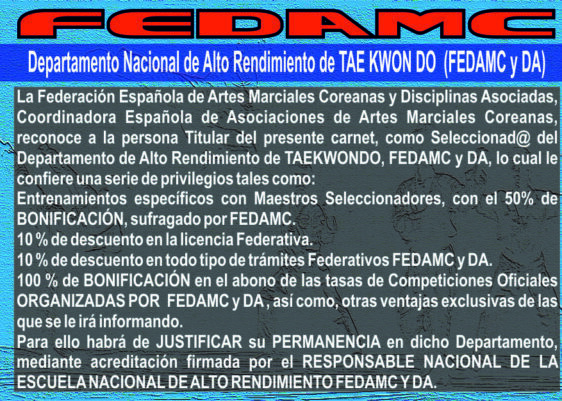 FEDAMC
Departamento Nacional de Alto Rendimiento de TAE KWON DO (FEDAMC y DA)
La Federación Española de Artes Marciales Coreanas y Disciplinas Asociadas,
Coordinadora Española de Asociaciones de Artes Marciales Coreanas,
reconoce a la persona Titular del presente carnet, como Seleccionad@ del
Departamento de Alto Rendimiento de TAEKWONDO, FEDAMC y DA, lo cual le
confiere una serie de privilegios tales como:
Entrenamientos específicos con Maestros Seleccionadores, con el 50% de
BONIFICACIÓN, sufragado por FEDAMC.
10 % de descuento en la licencia Federativa.
10 % de descuento en todo tipo de trámites Federativos FEDAMC y DA.
100 % de BONIFICACIÓN en el abono de las tasas de Competiciones Oficiales
ORGANIZADAS POR FEDAMC y DA , así como, otras ventajas exclusivas de las
que se le irá informando.
Para ello habrá de JUSTIFICAR su PERMANENCIA en dicho Departamento,
mediante acreditación firmada por el RESPONSABLE NACIONAL DE LA
ESCUELA NACIONAL DE ALTO RENDIMIENTO FEDAMC Y DA.